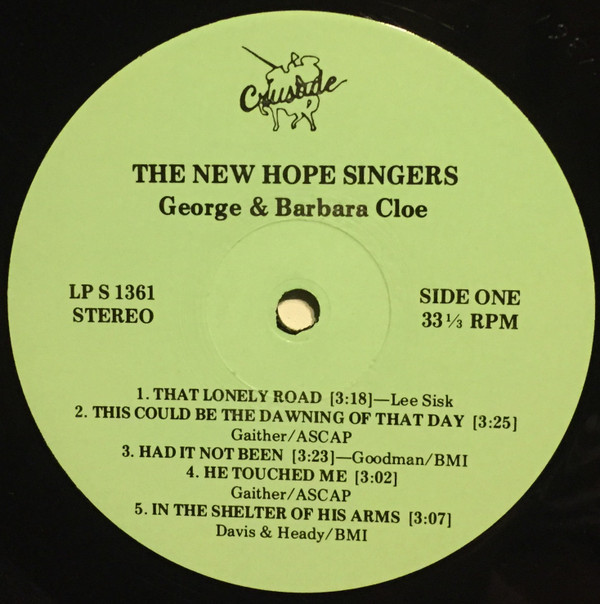 Crusade
THE NEW HOPE SINGERS
George & Barbara Cloe
LP S 1361
STEREO
SIDE ONE
33 ⅓ RPM
1. THAT LONELY ROAD [3:18]—Lee Sisk
2. THIS COULD BE THE DAWNING OF THAT DAY [3:25]
Gaither/ASCAP
3. HAD IT NOT BEEN [3:23]—Goodman/BMI
4. HE TOUCHED ME [3:02]
Gaither/ASCAP
5. IN THE SHELTER OF HIS ARMS [3:07]
Davis & Heady/BMI